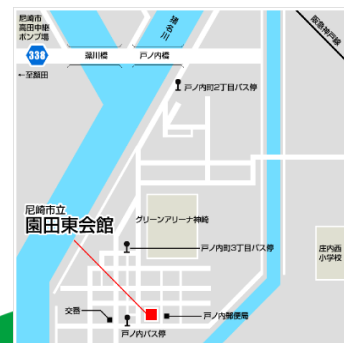 尼崎市
高田中継
ポンプ場
猪名川
阪急神戸線
338
藻川橋
戸ノ内橋
←至額田
戸ノ内町2丁目バス停
尼崎市立
園田東会館
グリーンアリーナ神崎
戸ノ内町3丁目バス停
庄内西
小学校
交番
戸ノ内郵便局
戸ノ内バス停